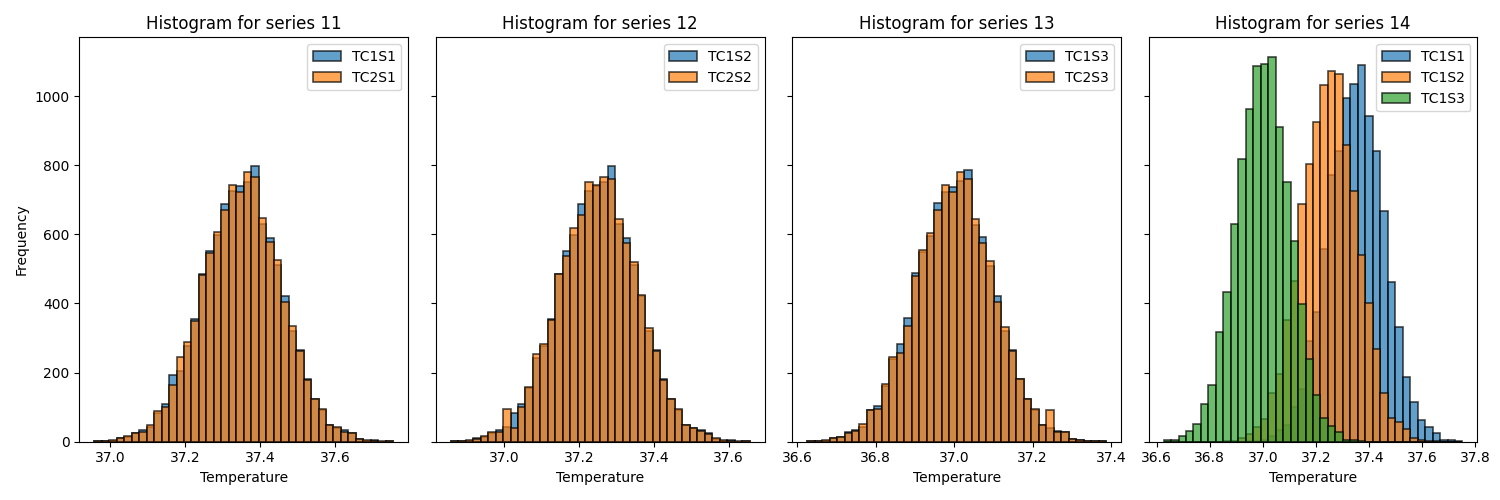 Histogram for series 11
Histogram for series 12
Histogram for series 13
Histogram for series 14
TC1S1
TC2S1
TC1S2
TC2S2
TC1S3
TC2S3
TC1S1
TC1S2
TC1S3
Frequency
1000
800
600
400
200
0
37.0 37.2 37.4 37.6
37.0 37.2 37.4 37.6
36.6 36.8 37.0 37.2 37.4
36.6 36.8 37.0 37.2 37.4 37.6 37.8
Temperature
Temperature
Temperature
Temperature